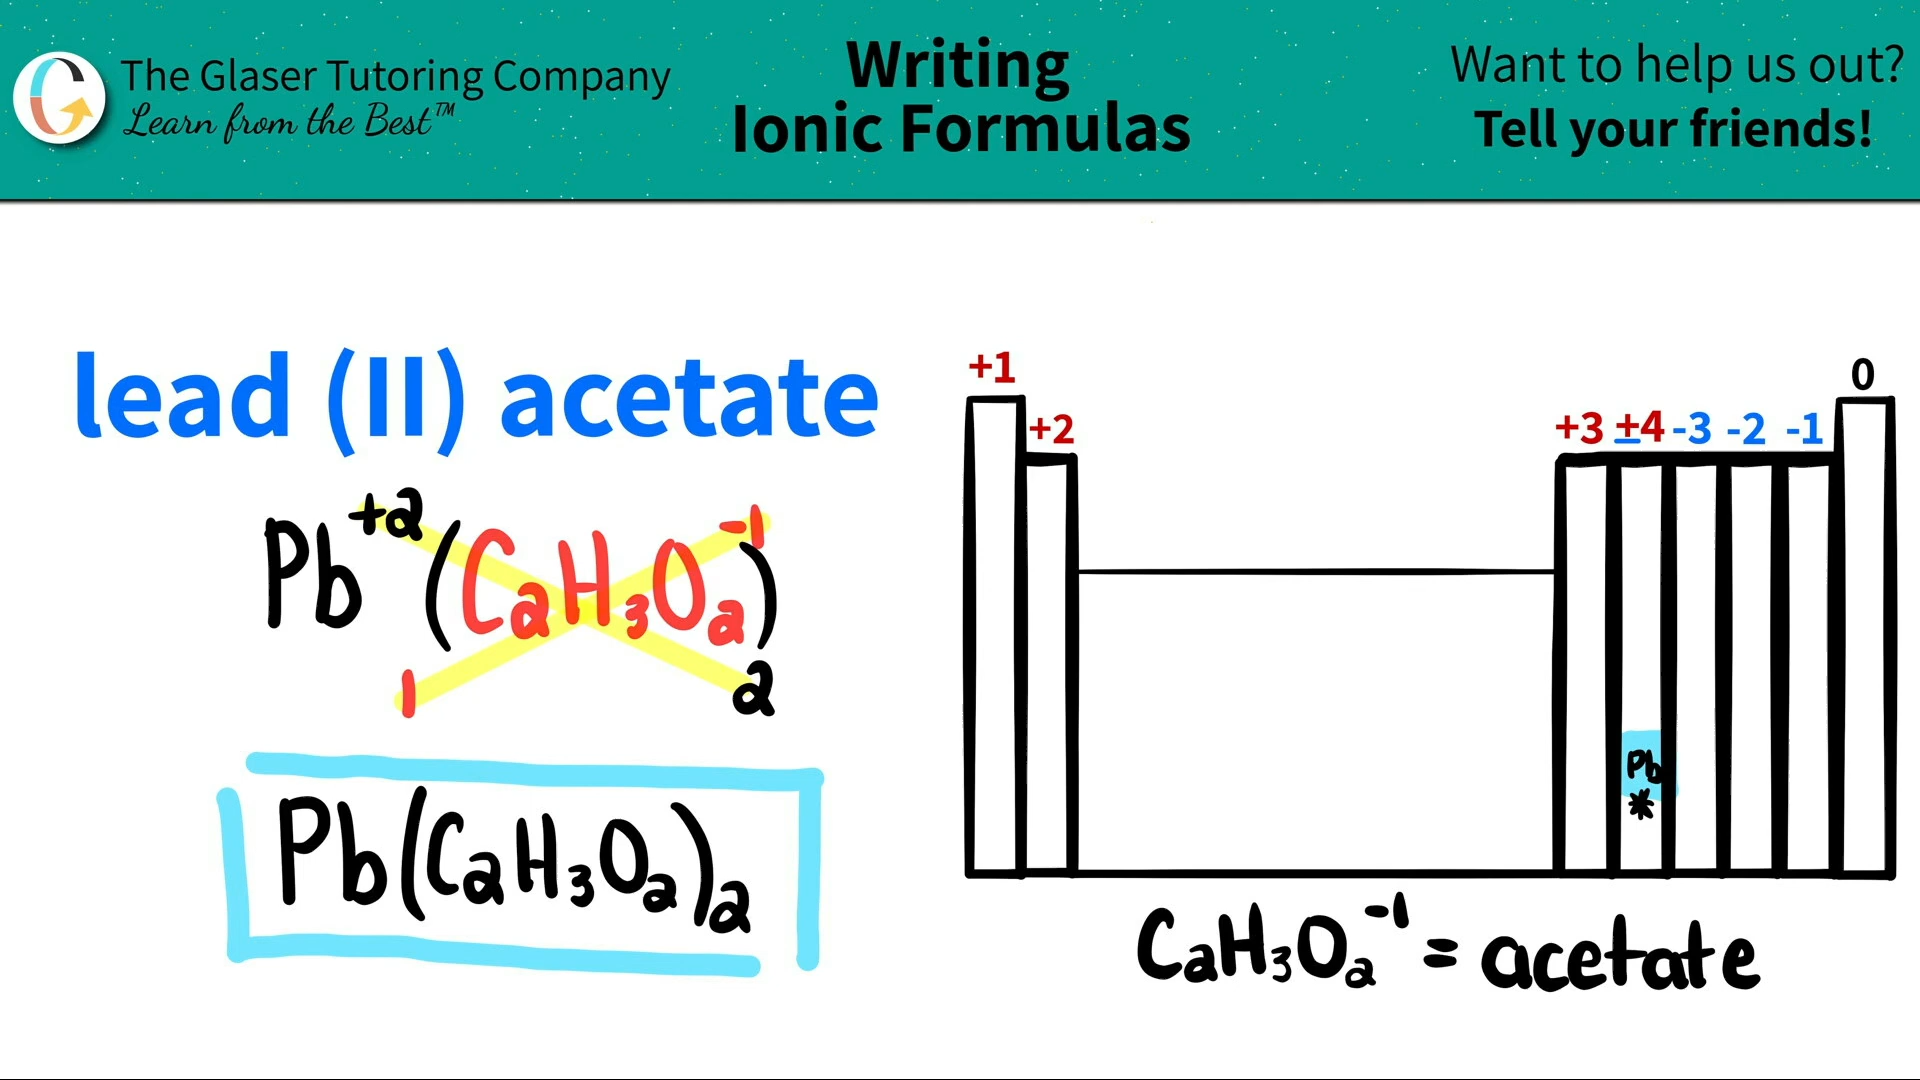 The Glaser Tutoring Company
Learn from the Best™
Writing
Ionic Formulas
Want to help us out?
Tell your friends!
lead (II) acetate
Pb⁺²(C₂H₃O₂⁻¹)
1 2
Pb(C₂H₃O₂)₂
+1
+2
+3 ±4 -3 -2 -1
0
Pb
*
C₂H₃O₂⁻¹ = acetate